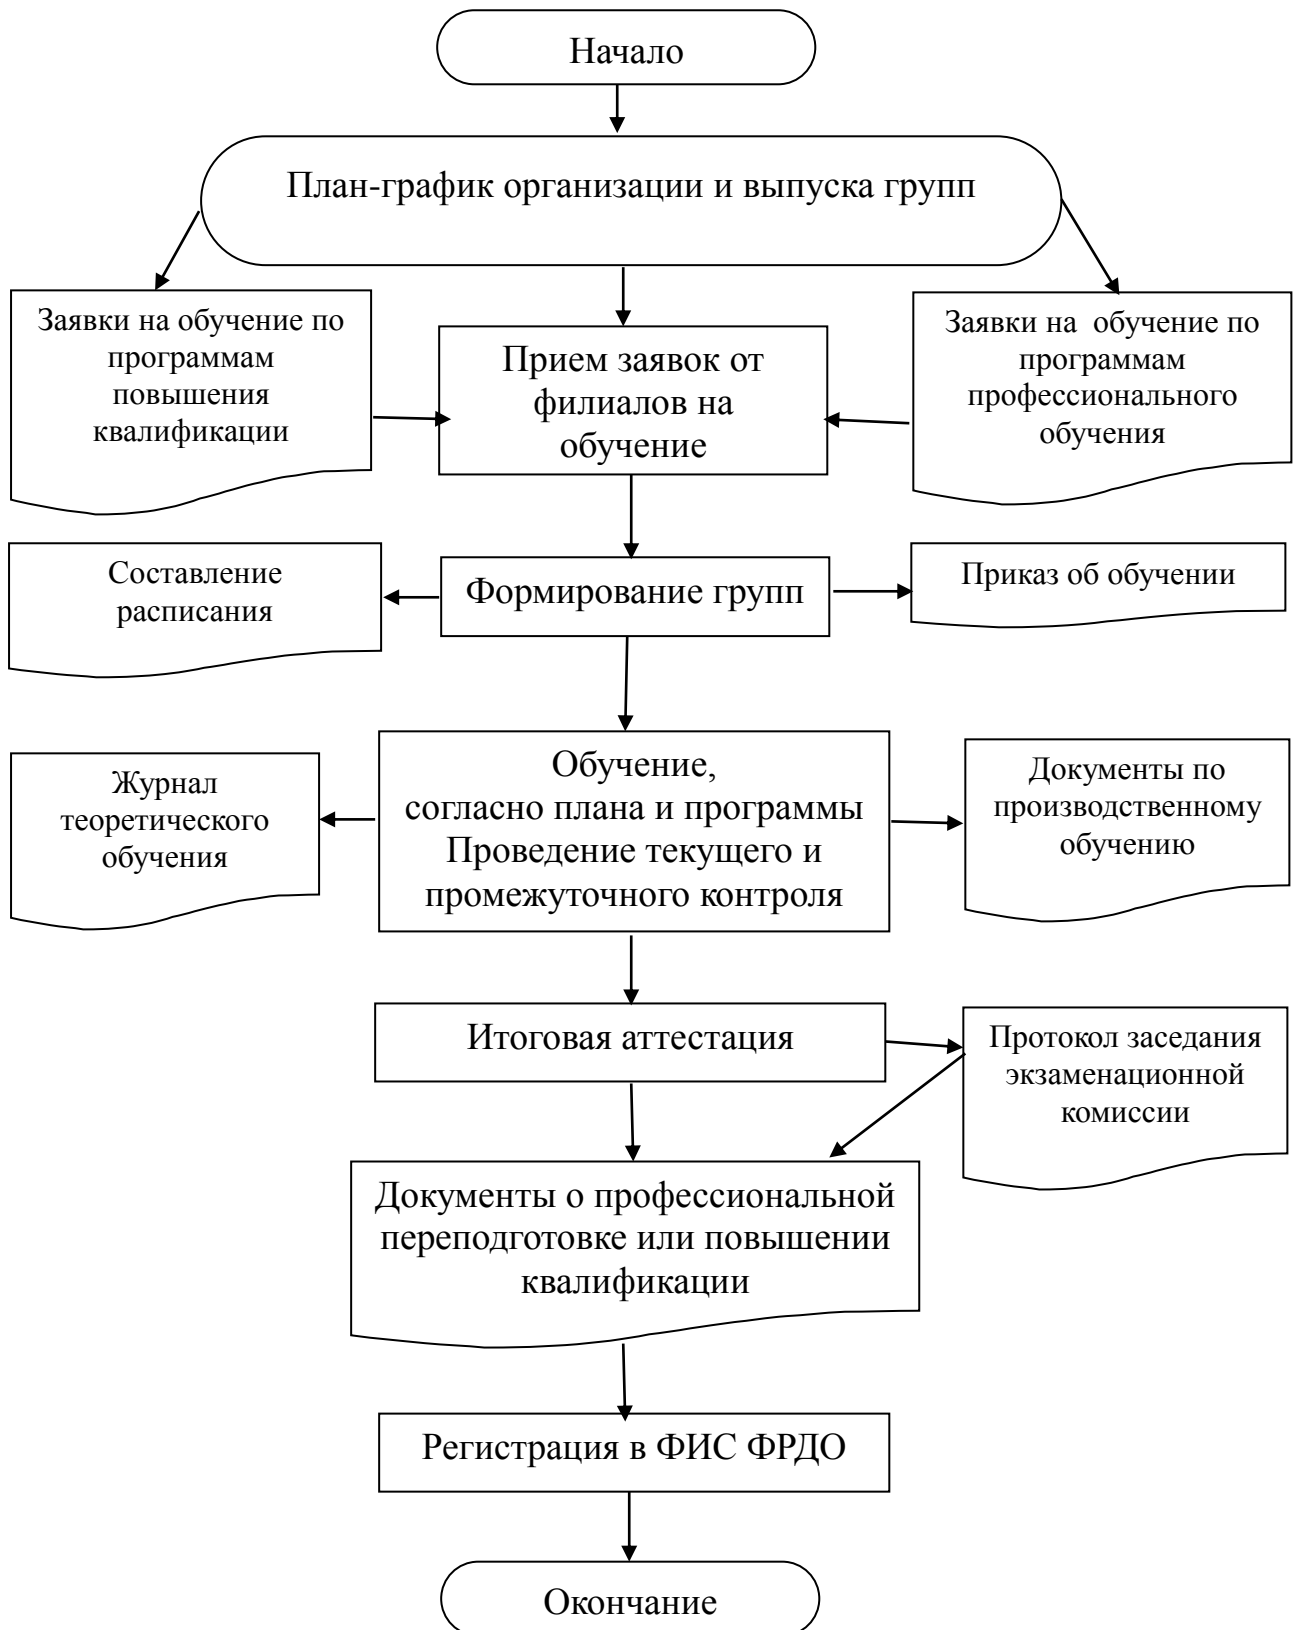 Начало
План-график организации и выпуска групп
Заявки на обучение по
программам
повышения
квалификации
Прием заявок от
филиалов на
обучение
Заявки на  обучение по
программам
профессионального
обучения
Составление
расписания
Формирование групп
Приказ об обучении
Журнал
теоретического
обучения
Обучение,
согласно плана и программы
Проведение текущего и
промежуточного контроля
Документы по
производственному
обучению
Итоговая аттестация
Протокол заседания
экзаменационной
комиссии
Документы о профессиональной
переподготовке или повышении
квалификации
Регистрация в ФИС ФРДО
Окончание